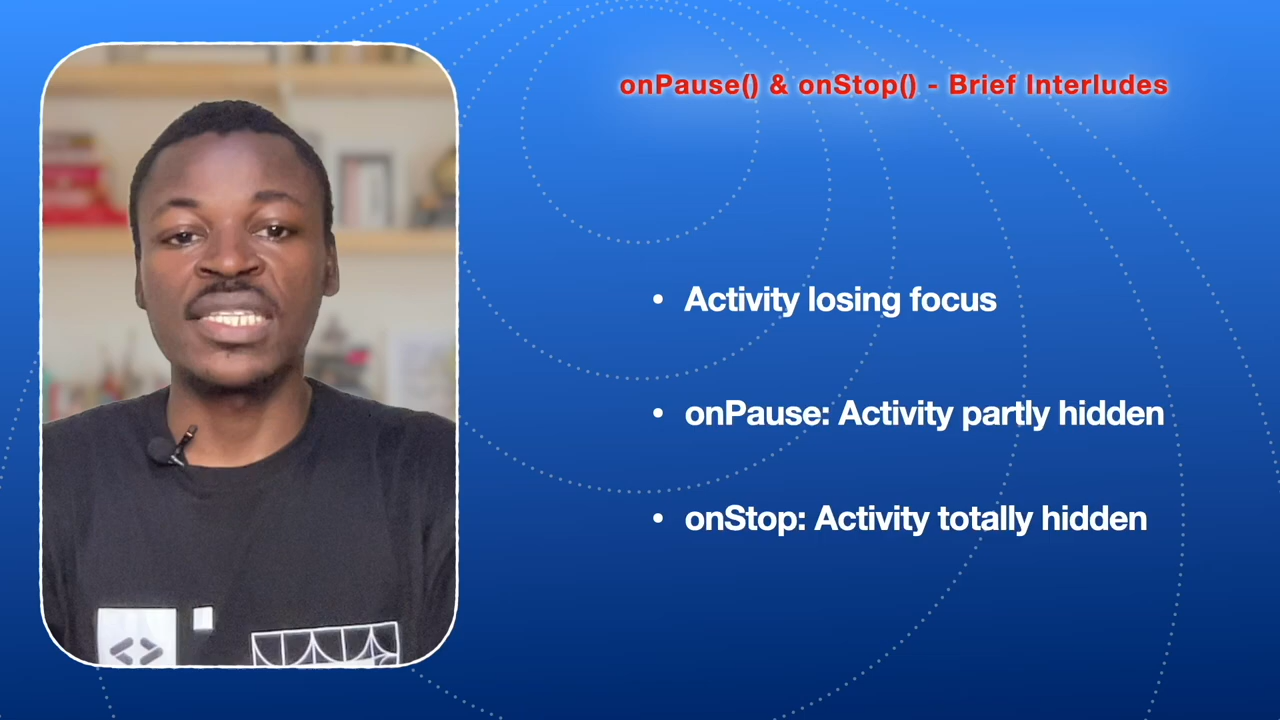 onPause() & onStop() - Brief Interludes
• Activity losing focus
• onPause: Activity partly hidden
• onStop: Activity totally hidden